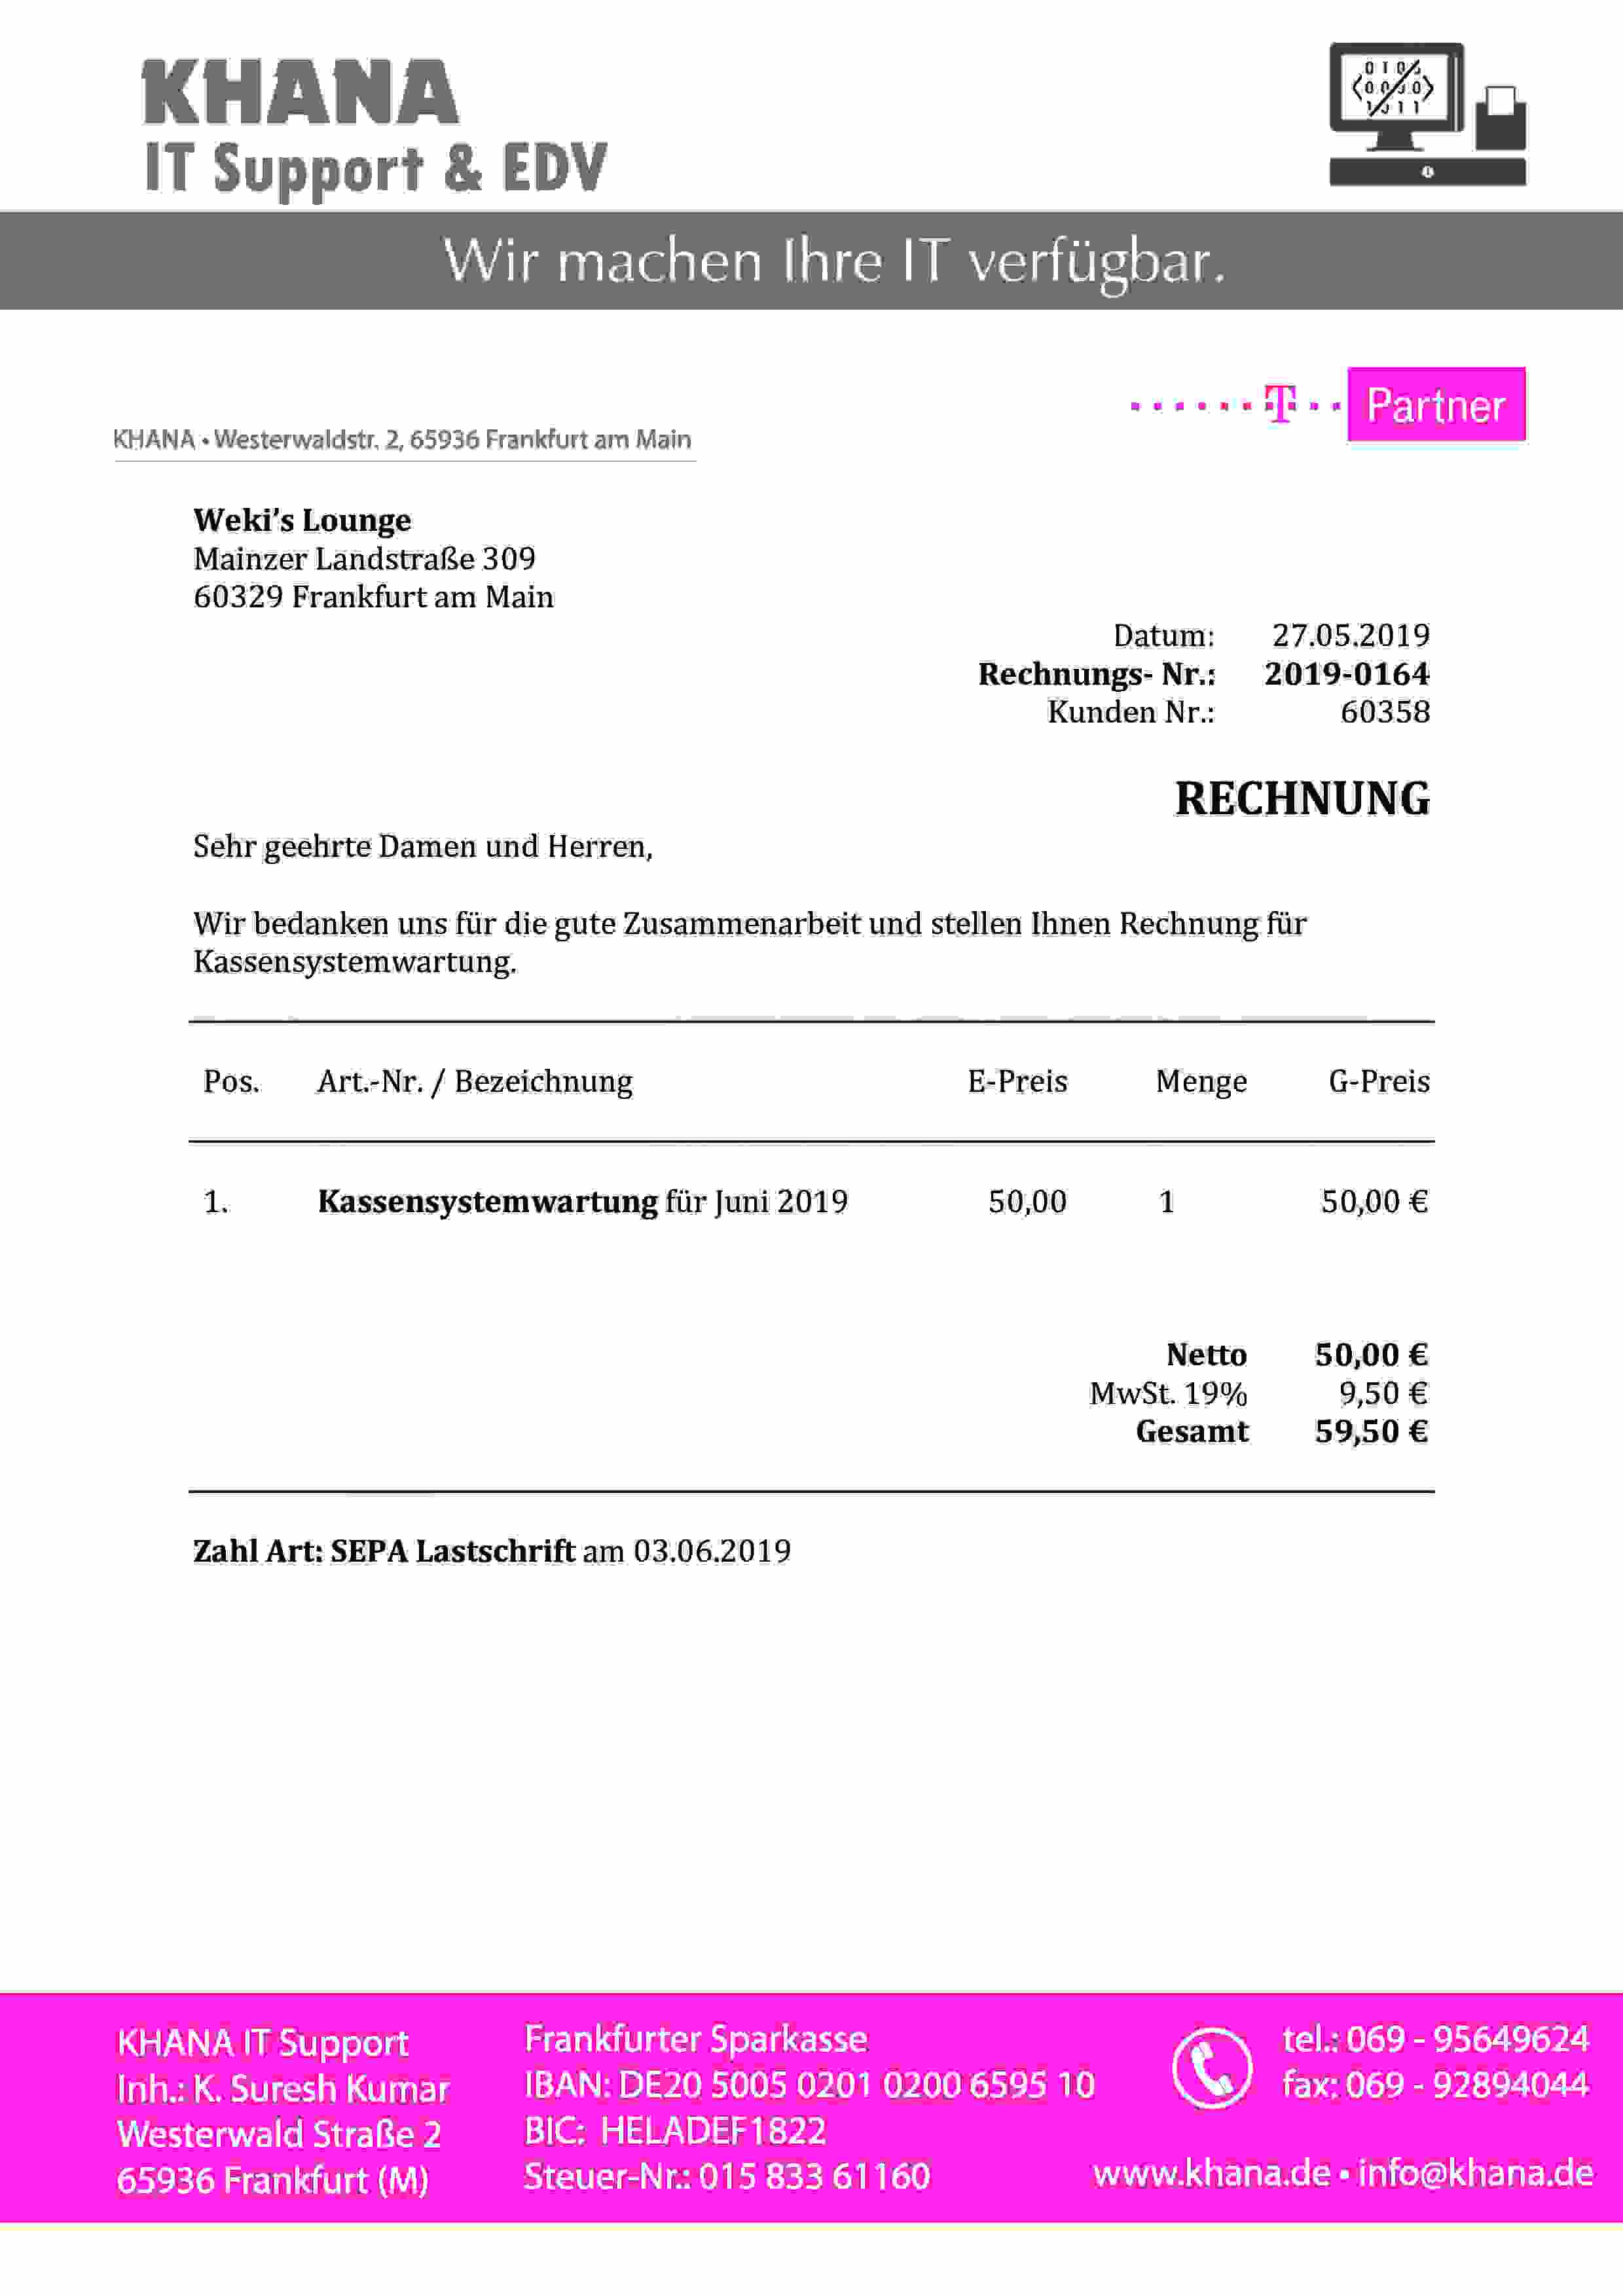 KHANA
IT Support & EDV
Wir machen Ihre IT verfügbar.
T Partner
KHANA • Westerwaldstr. 2, 65936 Frankfurt am Main
Weki's Lounge
Mainzer Landstraße 309
60329 Frankfurt am Main
Datum: 27.05.2019
Rechnungs- Nr.: 2019-0164
Kunden Nr.: 60358
RECHNUNG
Sehr geehrte Damen und Herren,
Wir bedanken uns für die gute Zusammenarbeit und stellen Ihnen Rechnung für
Kassensystemwartung.
Pos. Art.-Nr. / Bezeichnung E-Preis Menge G-Preis
1. Kassensystemwartung für Juni 2019 50,00 1 50,00 €
Netto 50,00 €
MwSt. 19% 9,50 €
Gesamt 59,50 €
Zahl Art: SEPA Lastschrift am 03.06.2019
KHANA IT Support
Inh.: K. Suresh Kumar
Westerwald Straße 2
65936 Frankfurt (M)
Frankfurter Sparkasse
IBAN: DE20 5005 0201 0200 6595 10
BIC: HELADEF1822
Steuer-Nr.: 015 833 61160
tel.: 069 - 95649624
fax: 069 - 92894044
www.khana.de • info@khana.de